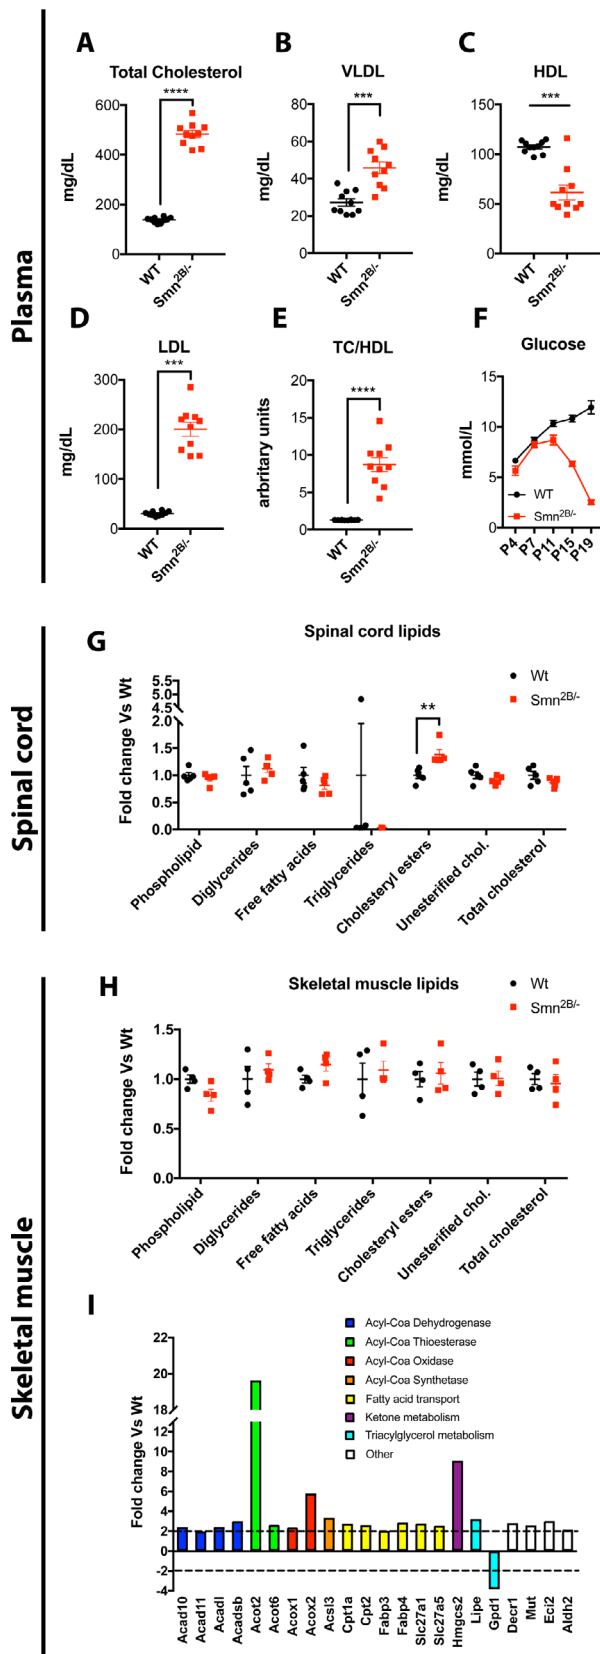 Plasma
A
Total Cholesterol
****
mg/dL
600
400
200
0
WT
Smn2B/-
B
VLDL
***
mg/dL
80
60
40
20
0
WT
Smn2B/-
C
HDL
***
mg/dL
150
100
50
0
WT
Smn2B/-
D
LDL
***
mg/dL
300
200
100
0
WT
Smn2B/-
E
TC/HDL
****
arbritary units
20
15
10
5
0
WT
Smn2B/-
F
Glucose
mmol/L
15
10
5
0
WT
Smn2B/-
P4
P7
P11
P15
P19
Spinal cord
G
Spinal cord lipids
Wt
Smn2B/-
Fold change Vs Wt
5.5
5.0
4.5
2.0
1.5
1.0
0.5
0.0
**
Phospholipid
Diglycerides
Free fatty acids
Triglycerides
Cholesteryl esters
Unesterified chol.
Total cholesterol
Skeletal muscle
H
Skeletal muscle lipids
Wt
Smn2B/-
Fold change Vs Wt
1.5
1.0
0.5
0.0
Phospholipid
Diglycerides
Free fatty acids
Triglycerides
Cholesteryl esters
Unesterified chol.
Total cholesterol
I
Fold change Vs Wt
22
20
18
12
10
8
6
4
2
0
-2
-4
Acyl-Coa Dehydrogenase
Acyl-Coa Thioesterase
Acyl-Coa Oxidase
Acyl-Coa Synthetase
Fatty acid transport
Ketone metabolism
Triacylglycerol metabolism
Other
Acad10
Acad11
Acadl
Acadsb
Acot2
Acot6
Acox1
Acox2
Acsl3
Cpt1a
Cpt2
Fabp3
Fabp4
Slc27a1
Slc27a5
Hmgcs2
Lipe
Gpd1
Decr1
Mut
Eci2
Aldh2